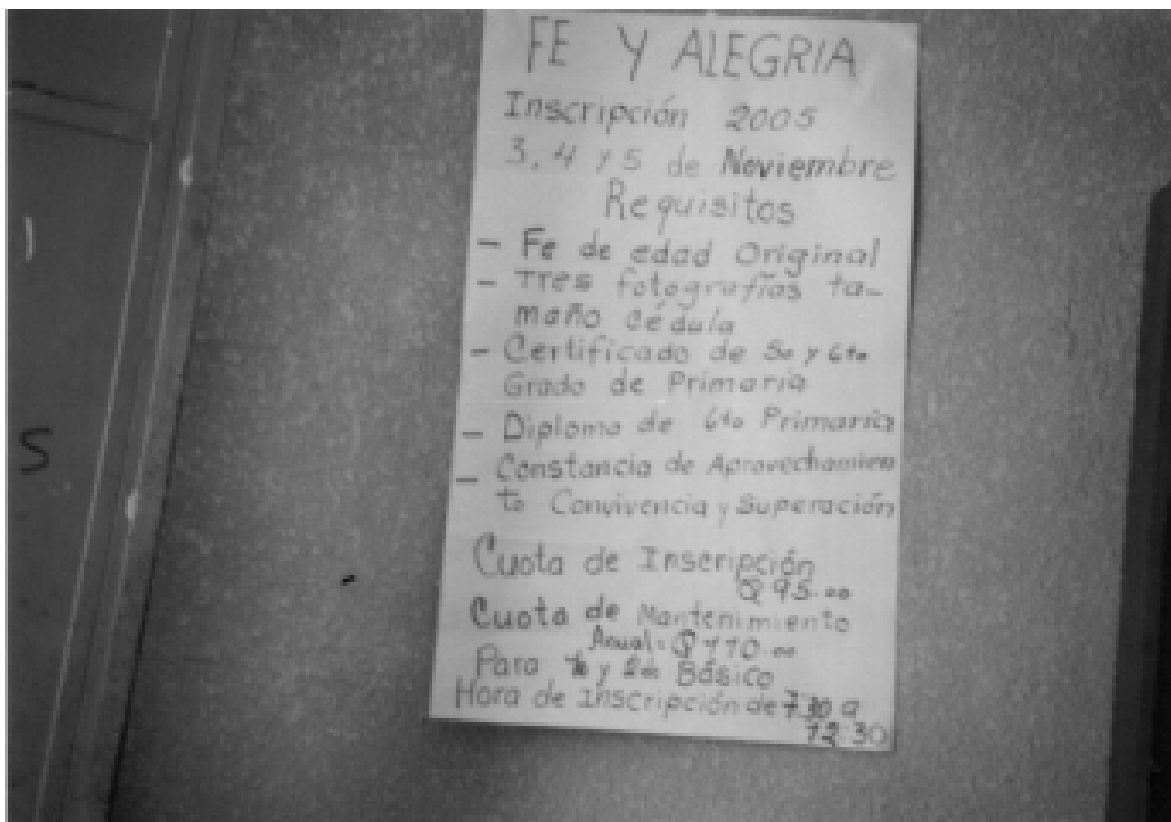 FE Y ALEGRIA
Inscripción 2005
3, 4 y 5 de Noviembre
Requisitos
- Fe de edad Original
- Tres fotografías ta-
maño cédula
- Certificado de 5o y 6to
Grado de Primaria
- Diploma de 6to Primaria
- Constancia de Aprovechamien
to Convivencia y Superación
Cuota de Inscripción
Q 95.00
Cuota de Mantenimiento
Anual = Q 110.00
Para 1o y 2do Básico
Hora de Inscripción de 7:30 a
12:30
S